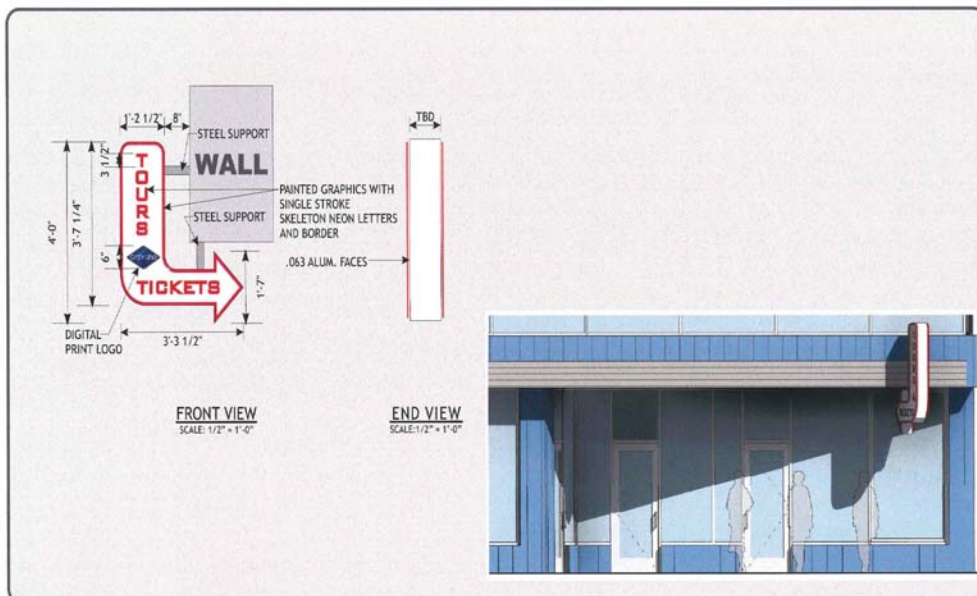 1'-2 1/2"
8"
STEEL SUPPORT
WALL
3 1/2"
4'-0"
3'-7 1/4"
6"
TOURS
PAINTED GRAPHICS WITH
SINGLE STROKE
SKELETON NEON LETTERS
AND BORDER
STEEL SUPPORT
TICKETS
1'-7"
DIGITAL
PRINT LOGO
3'-3 1/2"
FRONT VIEW
SCALE: 1/2" = 1'-0"
TBD
.063 ALUM. FACES
END VIEW
SCALE:1/2" = 1'-0"